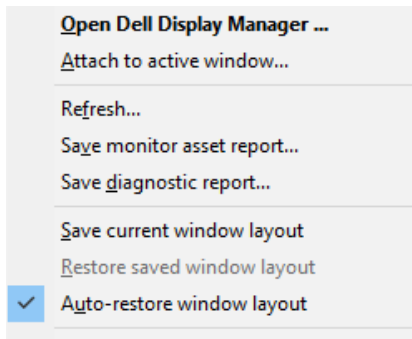 Open Dell Display Manager ...
Attach to active window...
Refresh...
Save monitor asset report...
Save diagnostic report...
Save current window layout
Restore saved window layout
Auto-restore window layout